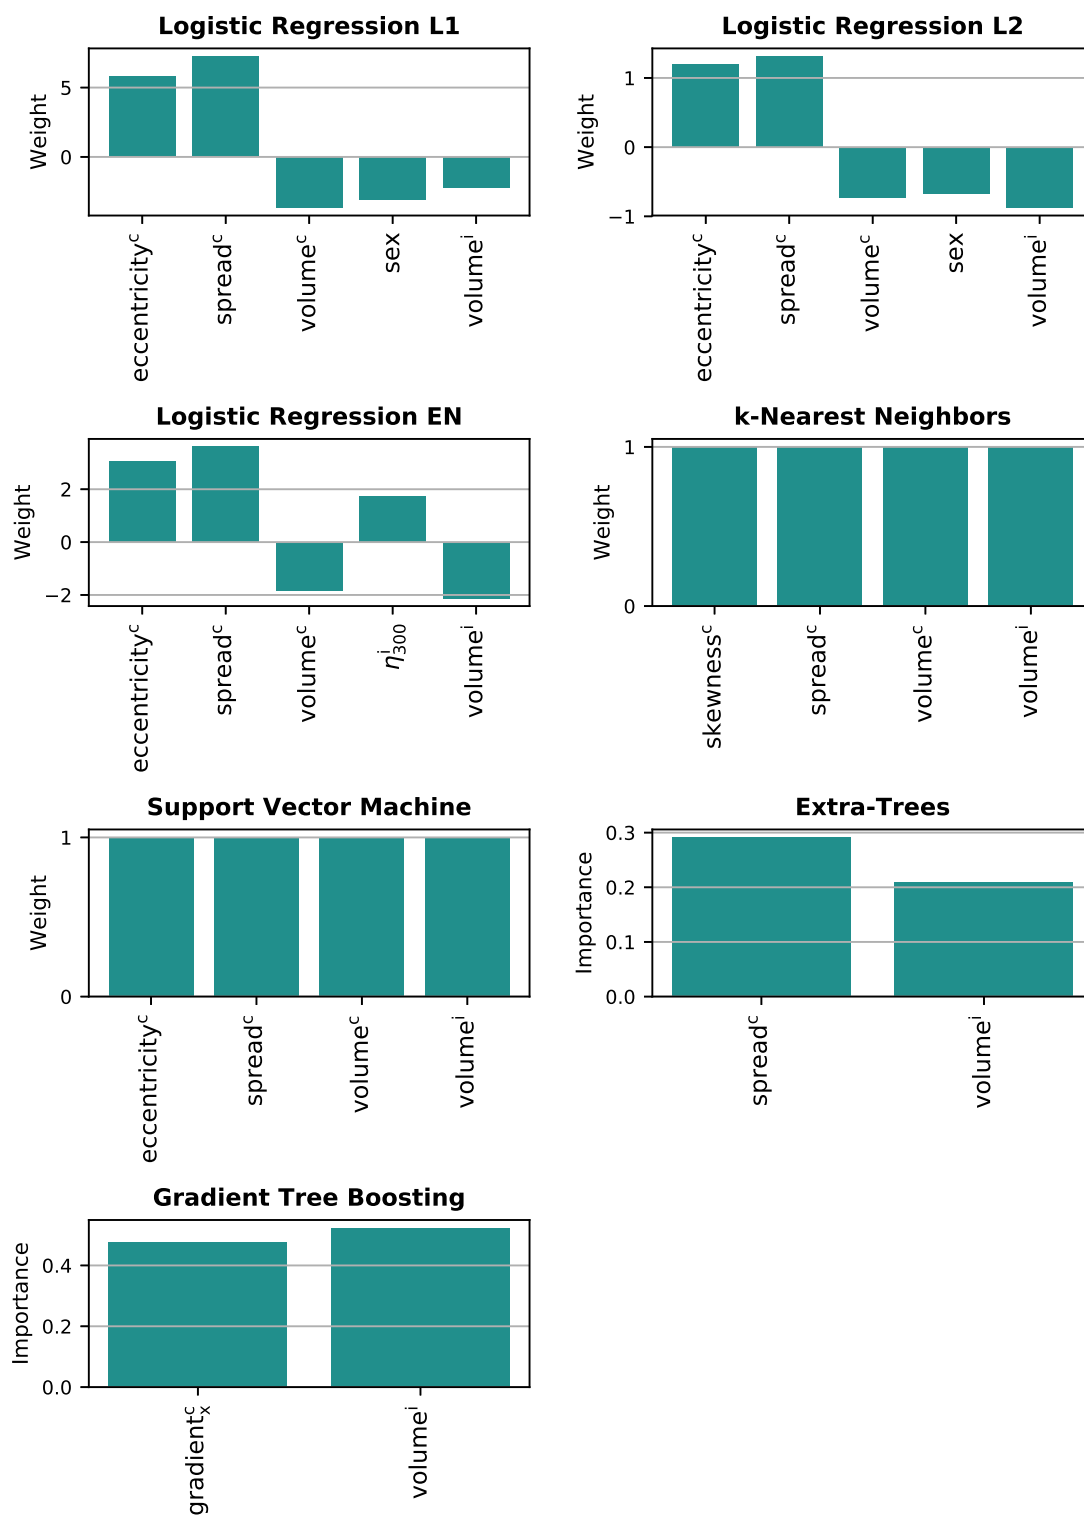 Logistic Regression L1
Weight
5
0
eccentricityᶜ
spreadᶜ
volumeᶜ
sex
volumeⁱ
Logistic Regression L2
Weight
1
0
−1
eccentricityᶜ
spreadᶜ
volumeᶜ
sex
volumeⁱ
Logistic Regression EN
Weight
2
0
−2
eccentricityᶜ
spreadᶜ
volumeᶜ
ηⁱ₃₀₀
volumeⁱ
k-Nearest Neighbors
Weight
1
0
skewnessᶜ
spreadᶜ
volumeᶜ
volumeⁱ
Support Vector Machine
Weight
1
0
eccentricityᶜ
spreadᶜ
volumeᶜ
volumeⁱ
Extra-Trees
Importance
0.3
0.2
0.1
0.0
spreadᶜ
volumeⁱ
Gradient Tree Boosting
Importance
0.4
0.2
0.0
gradientᶜₓ
volumeⁱ